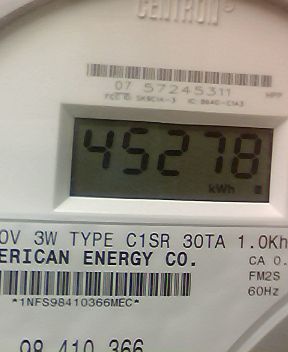 CENTRON®
07 57245311
45278
kWh
3W TYPE C1SR 30TA 1.0Kh
ERICAN ENERGY CO.
CA 0.
FM2S
60Hz
*1NFS98410366MEC*
98 410 366